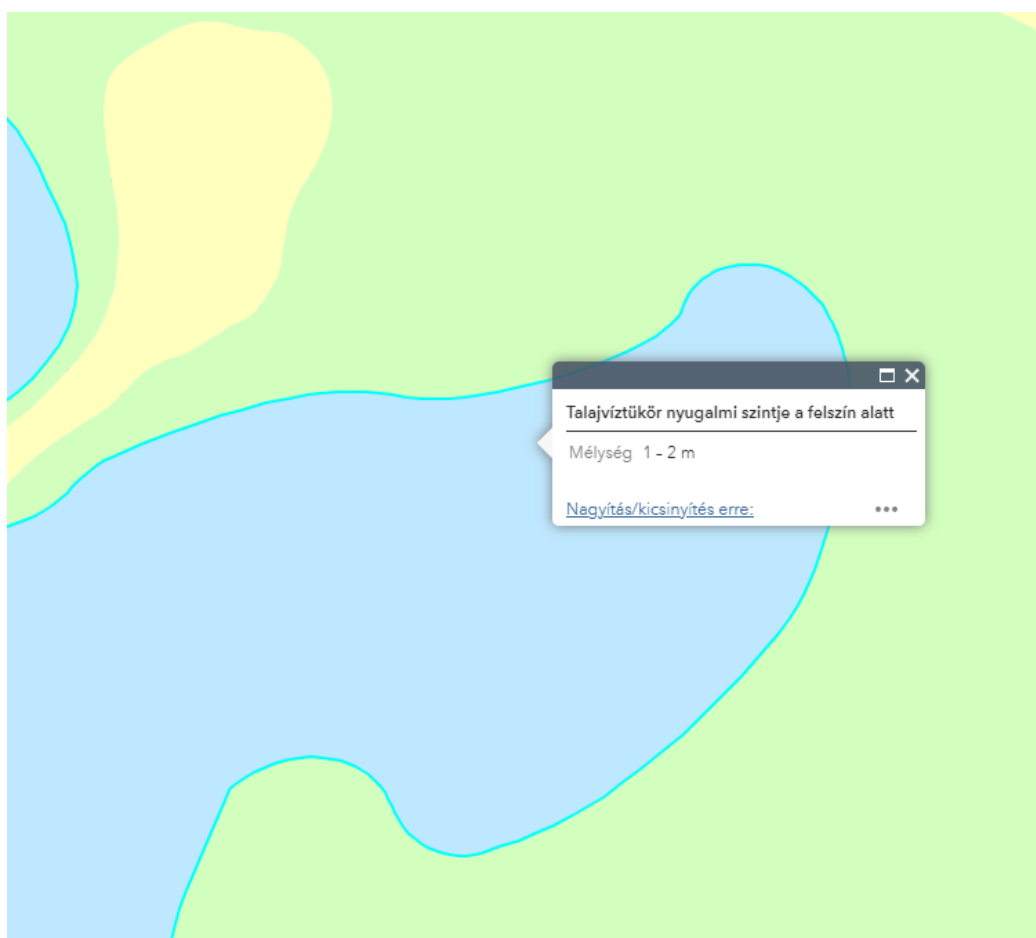 Talajvíztükör nyugalmi szintje a felszín alatt
Mélység 1 - 2 m
Nagyítás/kicsinyítés erre: